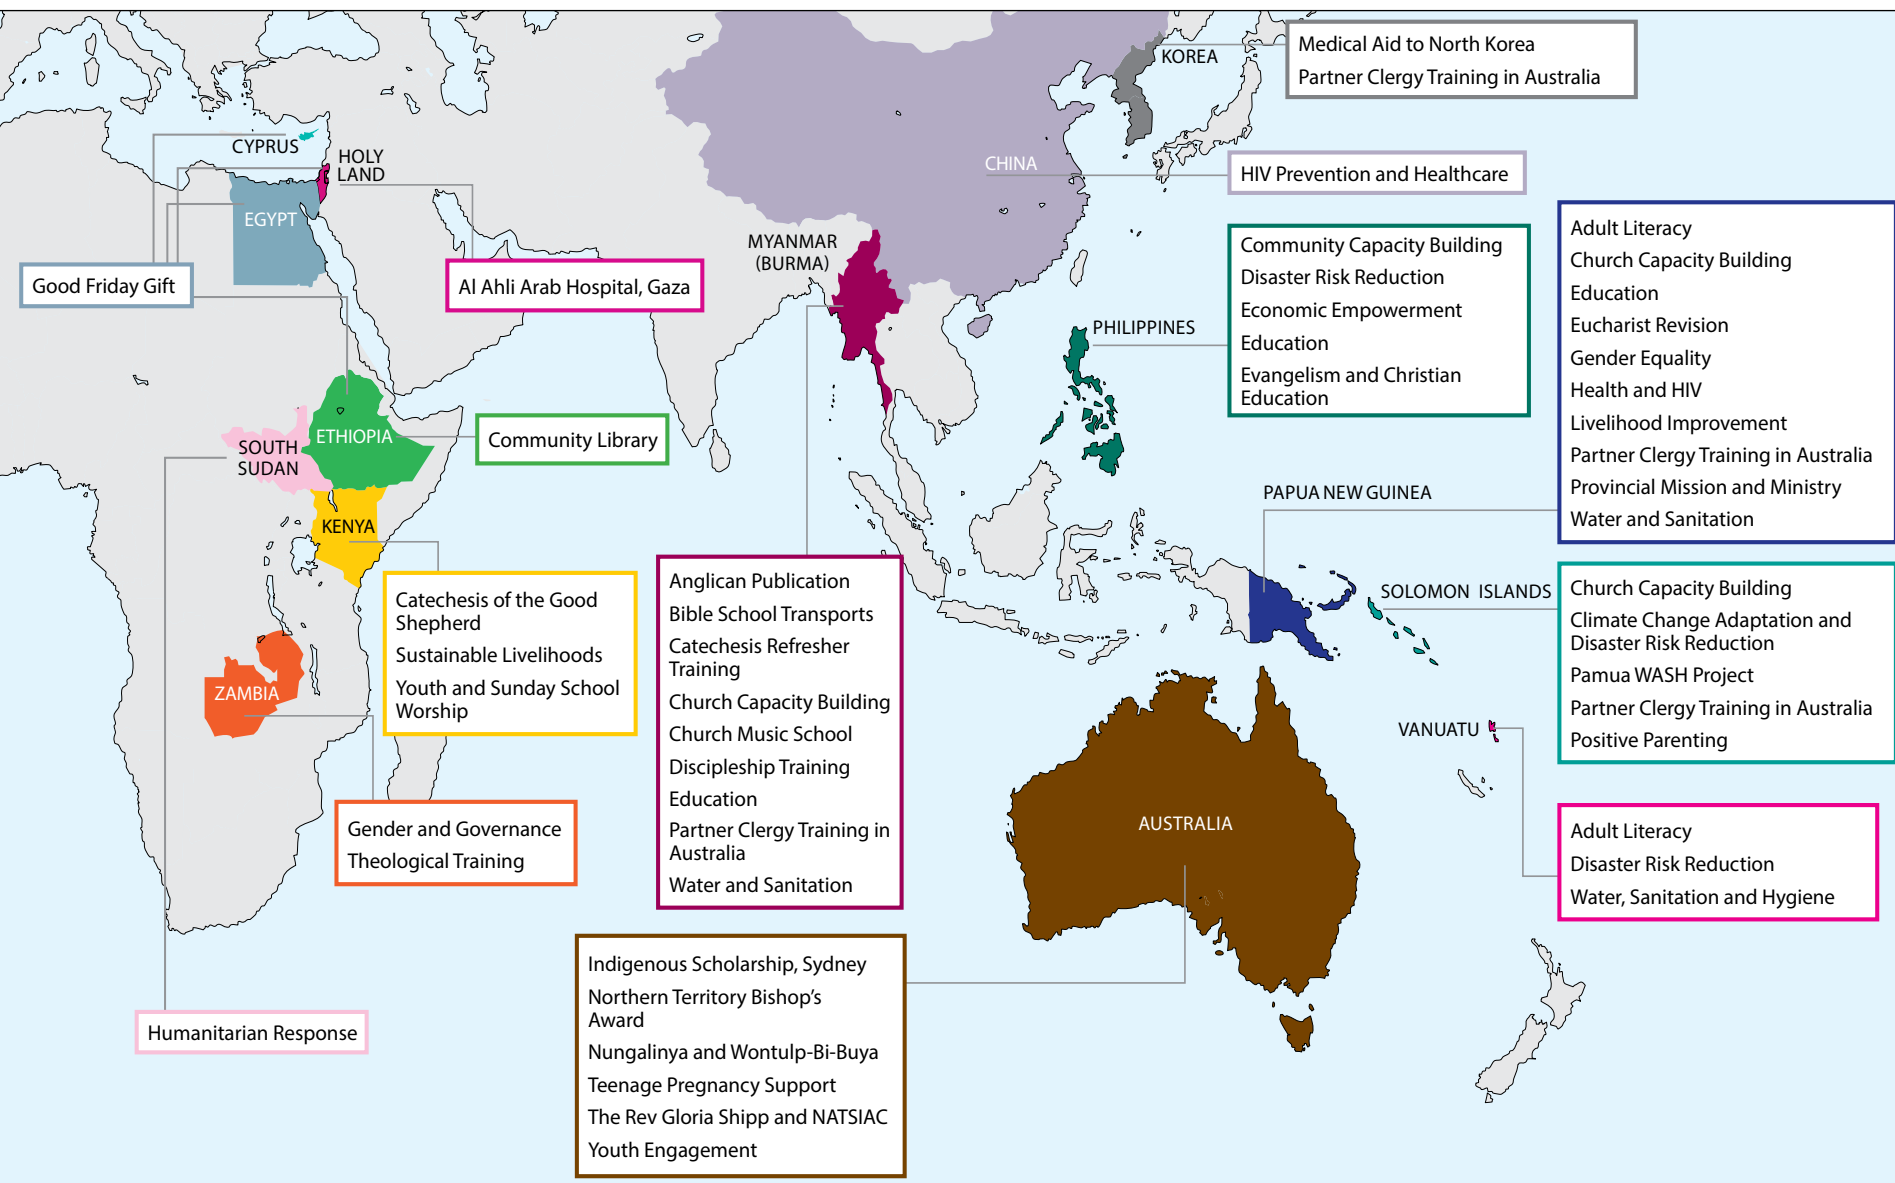 KOREA
Medical Aid to North Korea
Partner Clergy Training in Australia
CYPRUS
HOLY
LAND
CHINA
HIV Prevention and Healthcare
EGYPT
Good Friday Gift
Al Ahli Arab Hospital, Gaza
MYANMAR
(BURMA)
PHILIPPINES
Community Capacity Building
Disaster Risk Reduction
Economic Empowerment
Education
Evangelism and Christian
Education
Adult Literacy
Church Capacity Building
Education
Eucharist Revision
Gender Equality
Health and HIV
Livelihood Improvement
Partner Clergy Training in Australia
Provincial Mission and Ministry
Water and Sanitation
PAPUA NEW GUINEA
ETHIOPIA
Community Library
SOUTH
SUDAN
KENYA
Catechesis of the Good
Shepherd
Sustainable Livelihoods
Youth and Sunday School
Worship
ZAMBIA
Gender and Governance
Theological Training
Anglican Publication
Bible School Transports
Catechesis Refresher
Training
Church Capacity Building
Church Music School
Discipleship Training
Education
Partner Clergy Training in
Australia
Water and Sanitation
SOLOMON ISLANDS
Church Capacity Building
Climate Change Adaptation and
Disaster Risk Reduction
Pamua WASH Project
Partner Clergy Training in Australia
Positive Parenting
VANUATU
Adult Literacy
Disaster Risk Reduction
Water, Sanitation and Hygiene
AUSTRALIA
Indigenous Scholarship, Sydney
Northern Territory Bishop's
Award
Nungalinya and Wontulp-Bi-Buya
Teenage Pregnancy Support
The Rev Gloria Shipp and NATSIAC
Youth Engagement
Humanitarian Response